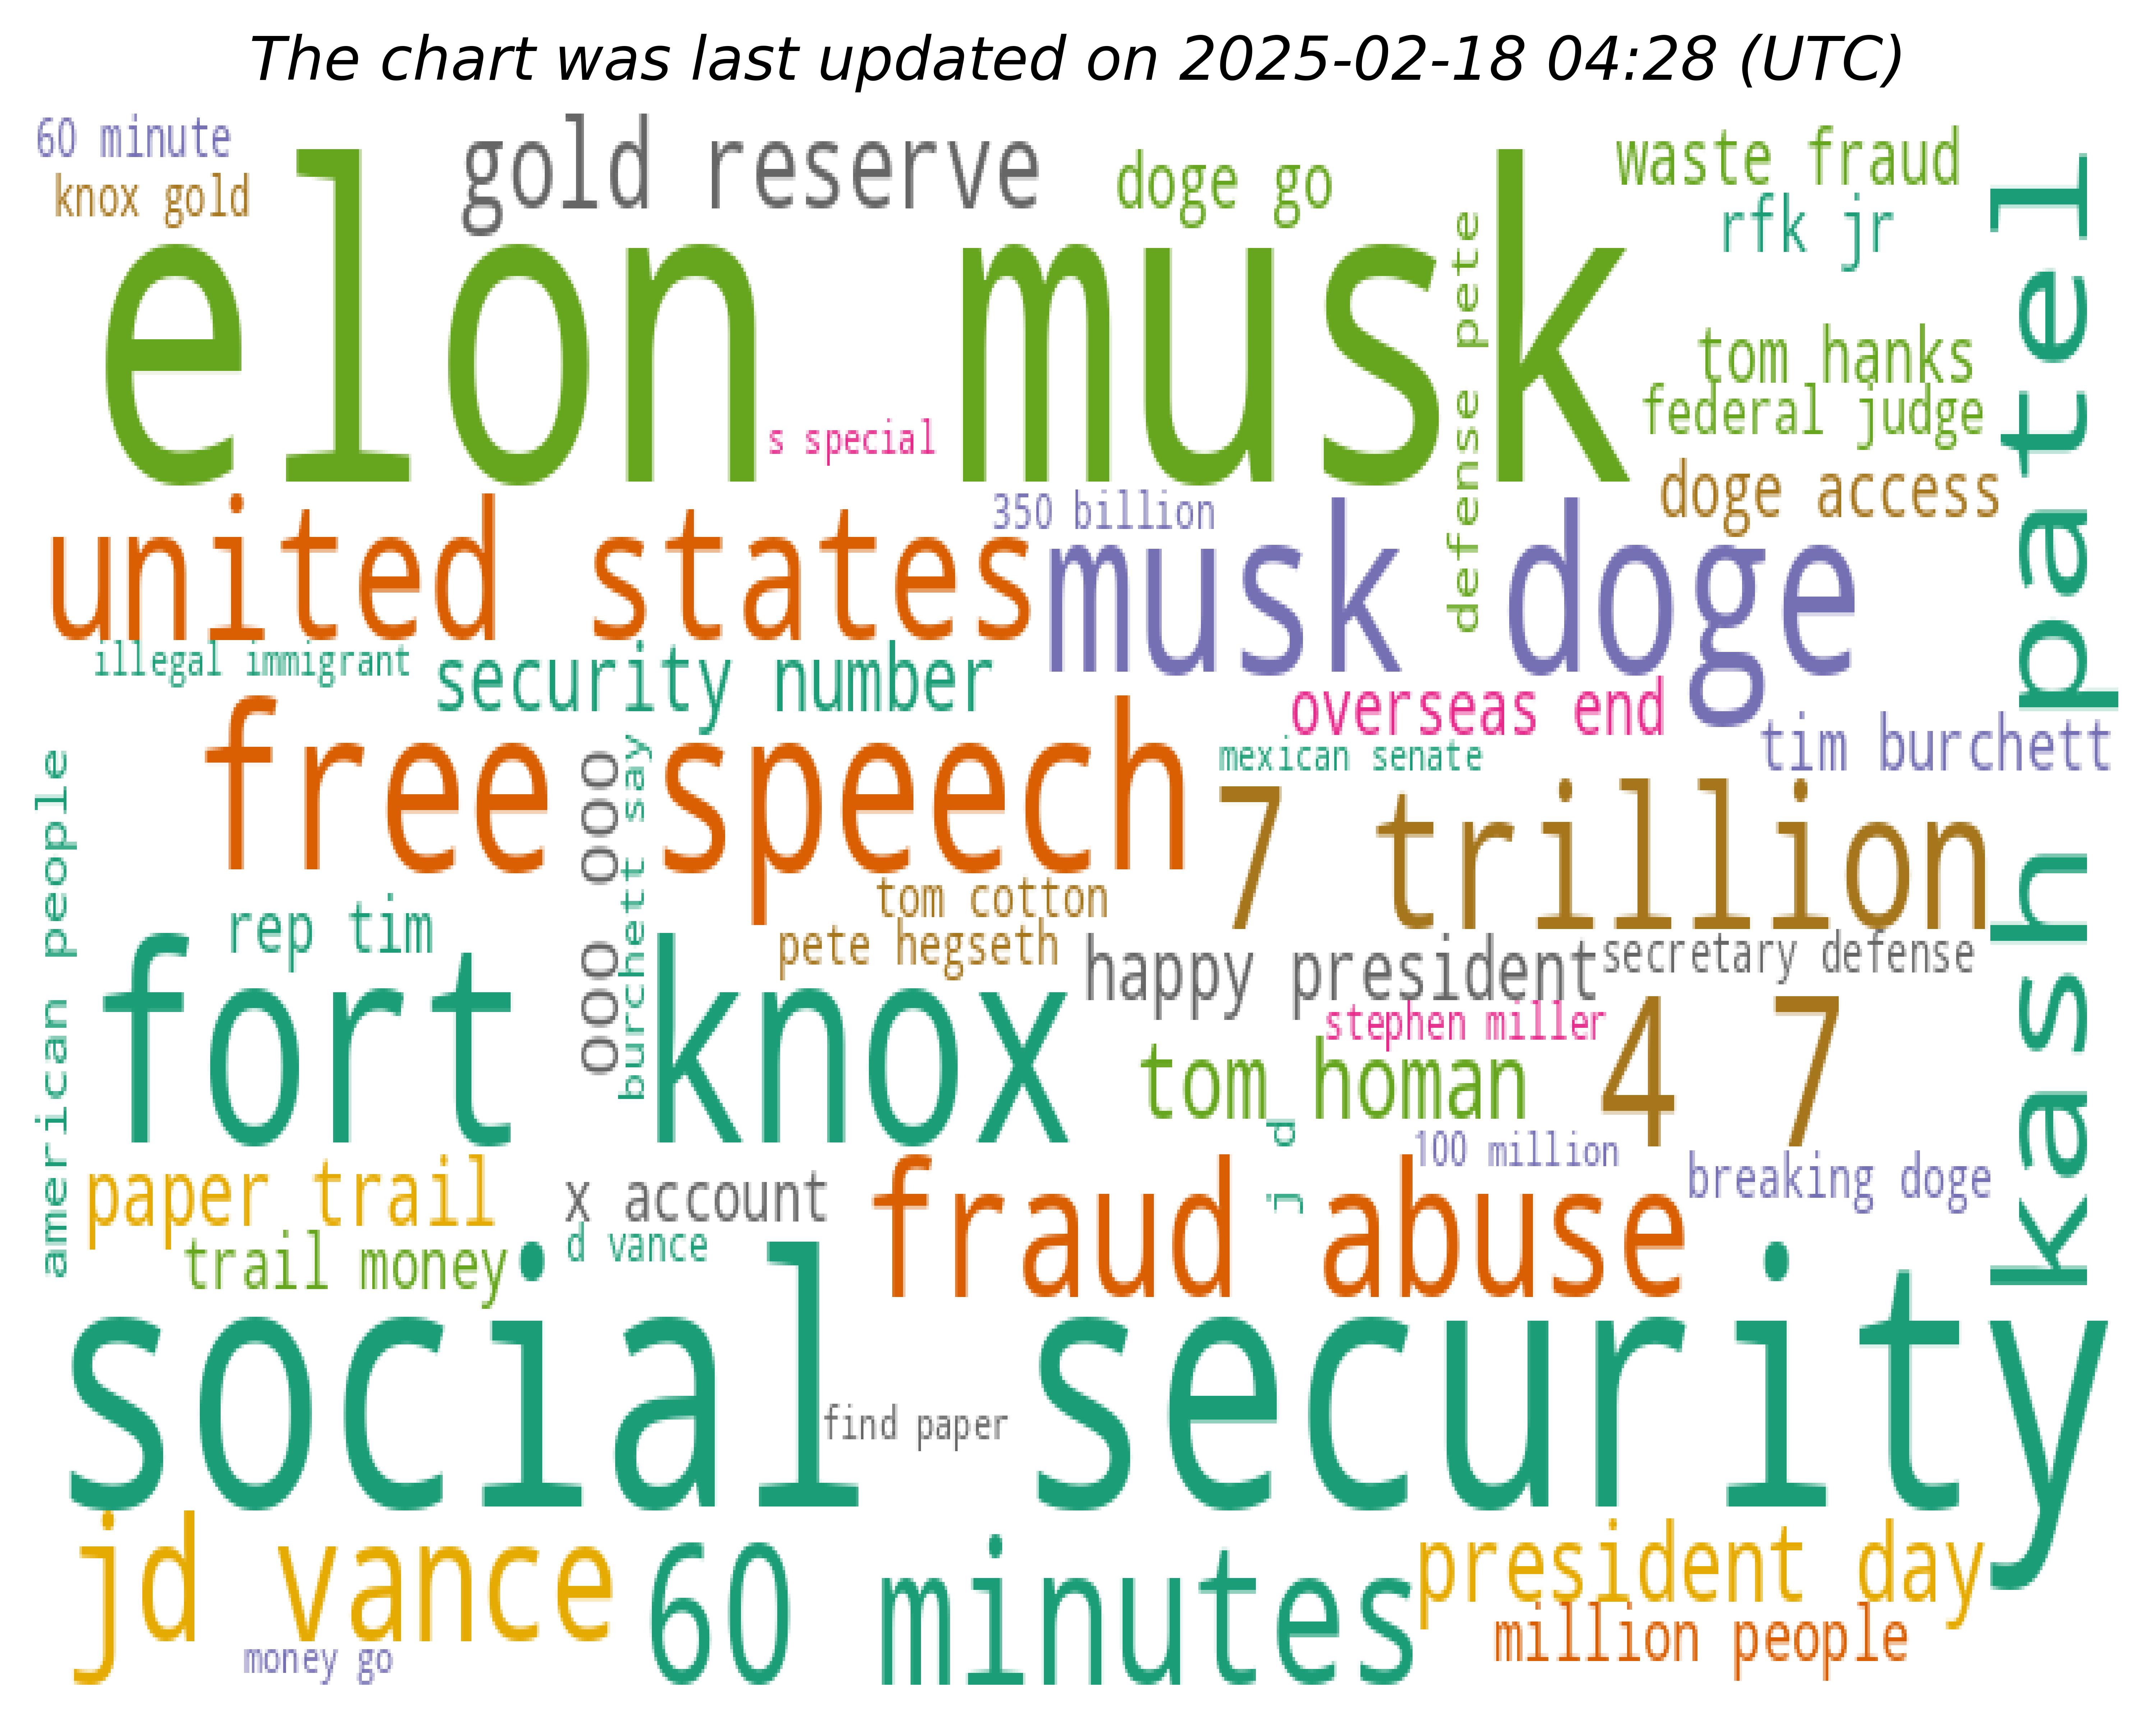 The chart was last updated on 2025-02-18 04:28 (UTC)
60 minute
knox gold
gold reserve
doge go
waste fraud
rfk jr
elon musk
defense pete
tom hanks
federal judge
s special
doge access
kash patel
united states
350 billion
musk doge
illegal immigrant
security number
overseas end
tim burchett
mexican senate
free speech
7 trillion
american people
000 000
burchett say
tom cotton
rep tim
pete hegseth
happy president
secretary defense
fort knox
stephen miller
tom homan
4 7
j d
100 million
breaking doge
paper trail
x account
fraud abuse
trail money
d vance
social security
find paper
jd vance
60 minutes
president day
million people
money go